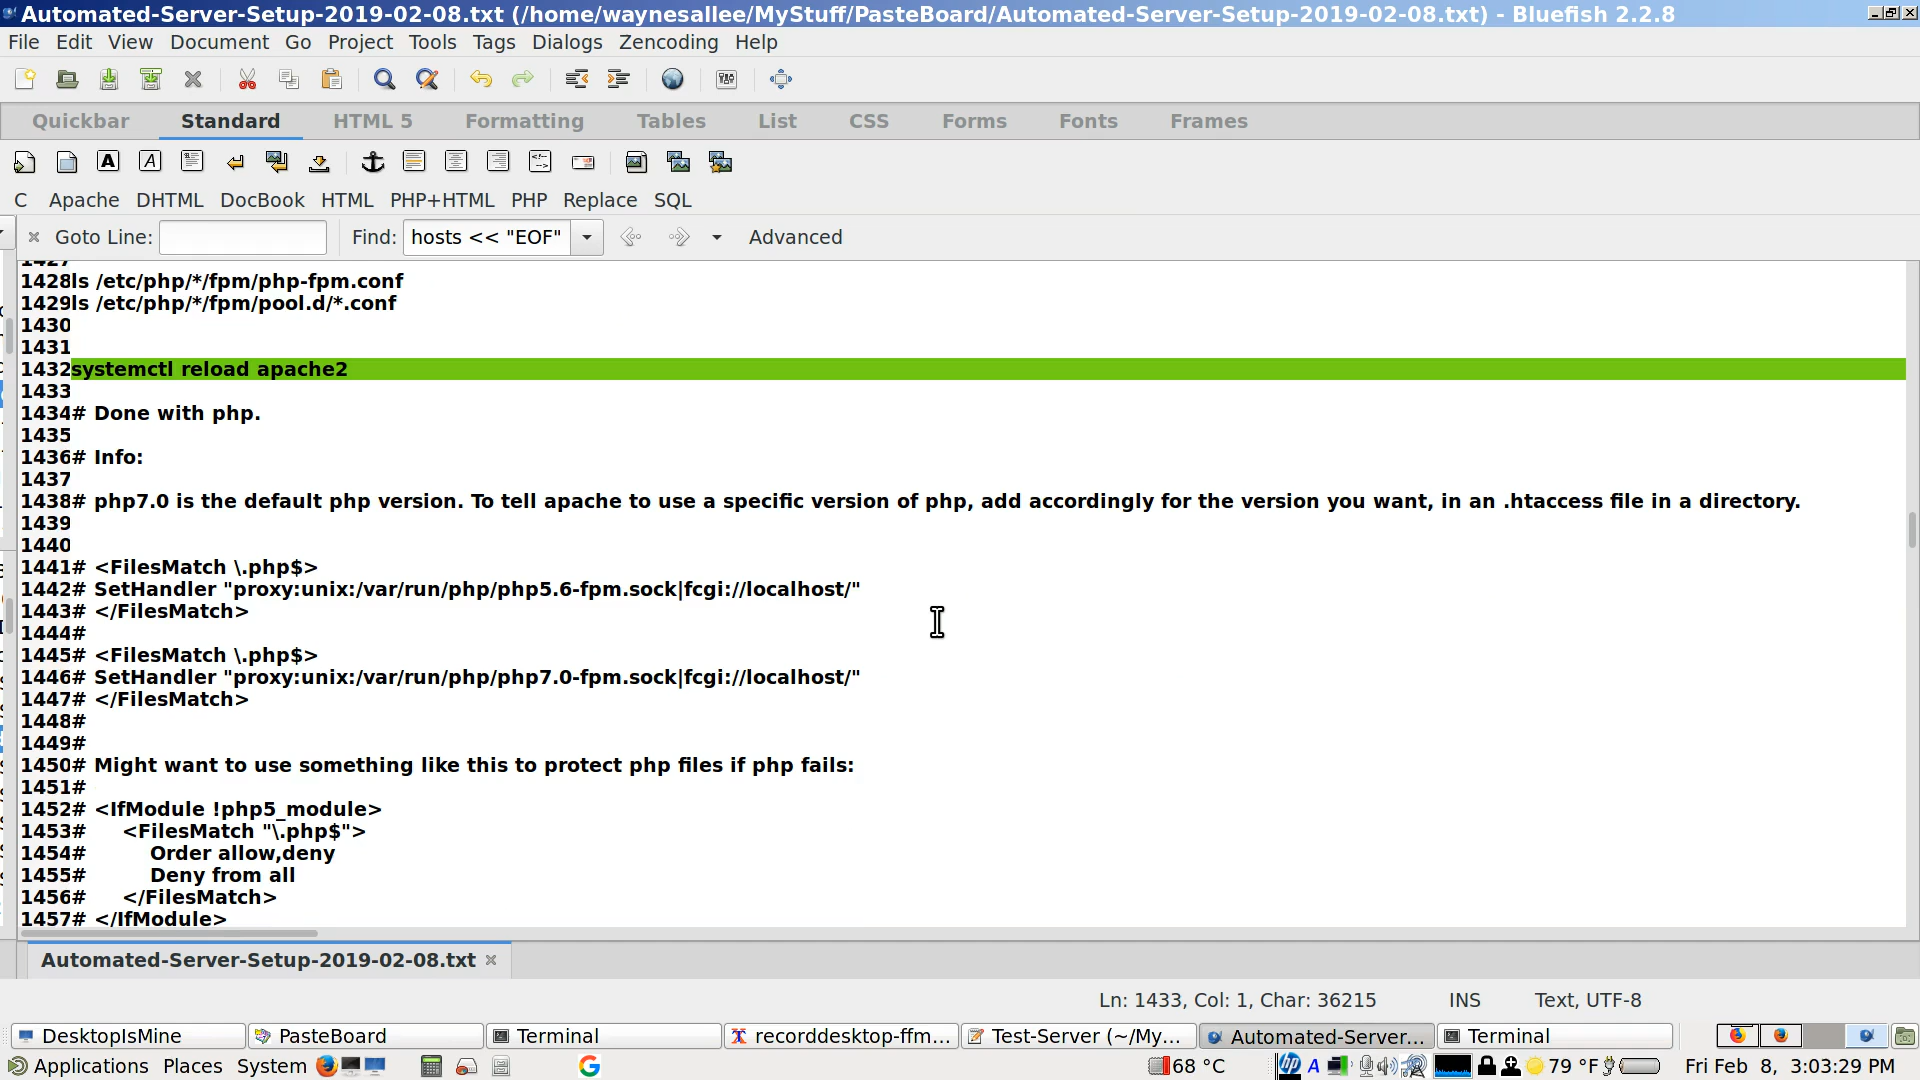 Automated-Server-Setup-2019-02-08.txt (/home/waynesallee/MyStuff/PasteBoard/Automated-Server-Setup-2019-02-08.txt) - Bluefish 2.2.8
File Edit View Document Go Project Tools Tags Dialogs Zencoding Help
Quickbar Standard HTML 5 Formatting Tables List CSS Forms Fonts Frames
C Apache DHTML DocBook HTML PHP+HTML PHP Replace SQL
Goto Line: Find: hosts << "EOF" Advanced
1427
1428ls /etc/php/*/fpm/php-fpm.conf
1429ls /etc/php/*/fpm/pool.d/*.conf
1430
1431
1432systemctl reload apache2
1433
1434# Done with php.
1435
1436# Info:
1437
1438# php7.0 is the default php version. To tell apache to use a specific version of php, add accordingly for the version you want, in an .htaccess file in a directory.
1439
1440
1441# <FilesMatch \.php$>
1442# SetHandler "proxy:unix:/var/run/php/php5.6-fpm.sock|fcgi://localhost/"
1443# </FilesMatch>
1444#
1445# <FilesMatch \.php$>
1446# SetHandler "proxy:unix:/var/run/php/php7.0-fpm.sock|fcgi://localhost/"
1447# </FilesMatch>
1448#
1449#
1450# Might want to use something like this to protect php files if php fails:
1451#
1452# <IfModule !php5_module>
1453#     <FilesMatch "\.php$">
1454#         Order allow,deny
1455#         Deny from all
1456#     </FilesMatch>
1457# </IfModule>
Automated-Server-Setup-2019-02-08.txt
Ln: 1433, Col: 1, Char: 36215 INS Text, UTF-8
DesktopIsMine PasteBoard Terminal recorddesktop-ffm... Test-Server (~/My... Automated-Server... Terminal
Applications Places System 68 °C hp A 79 °F Fri Feb 8, 3:03:29 PM